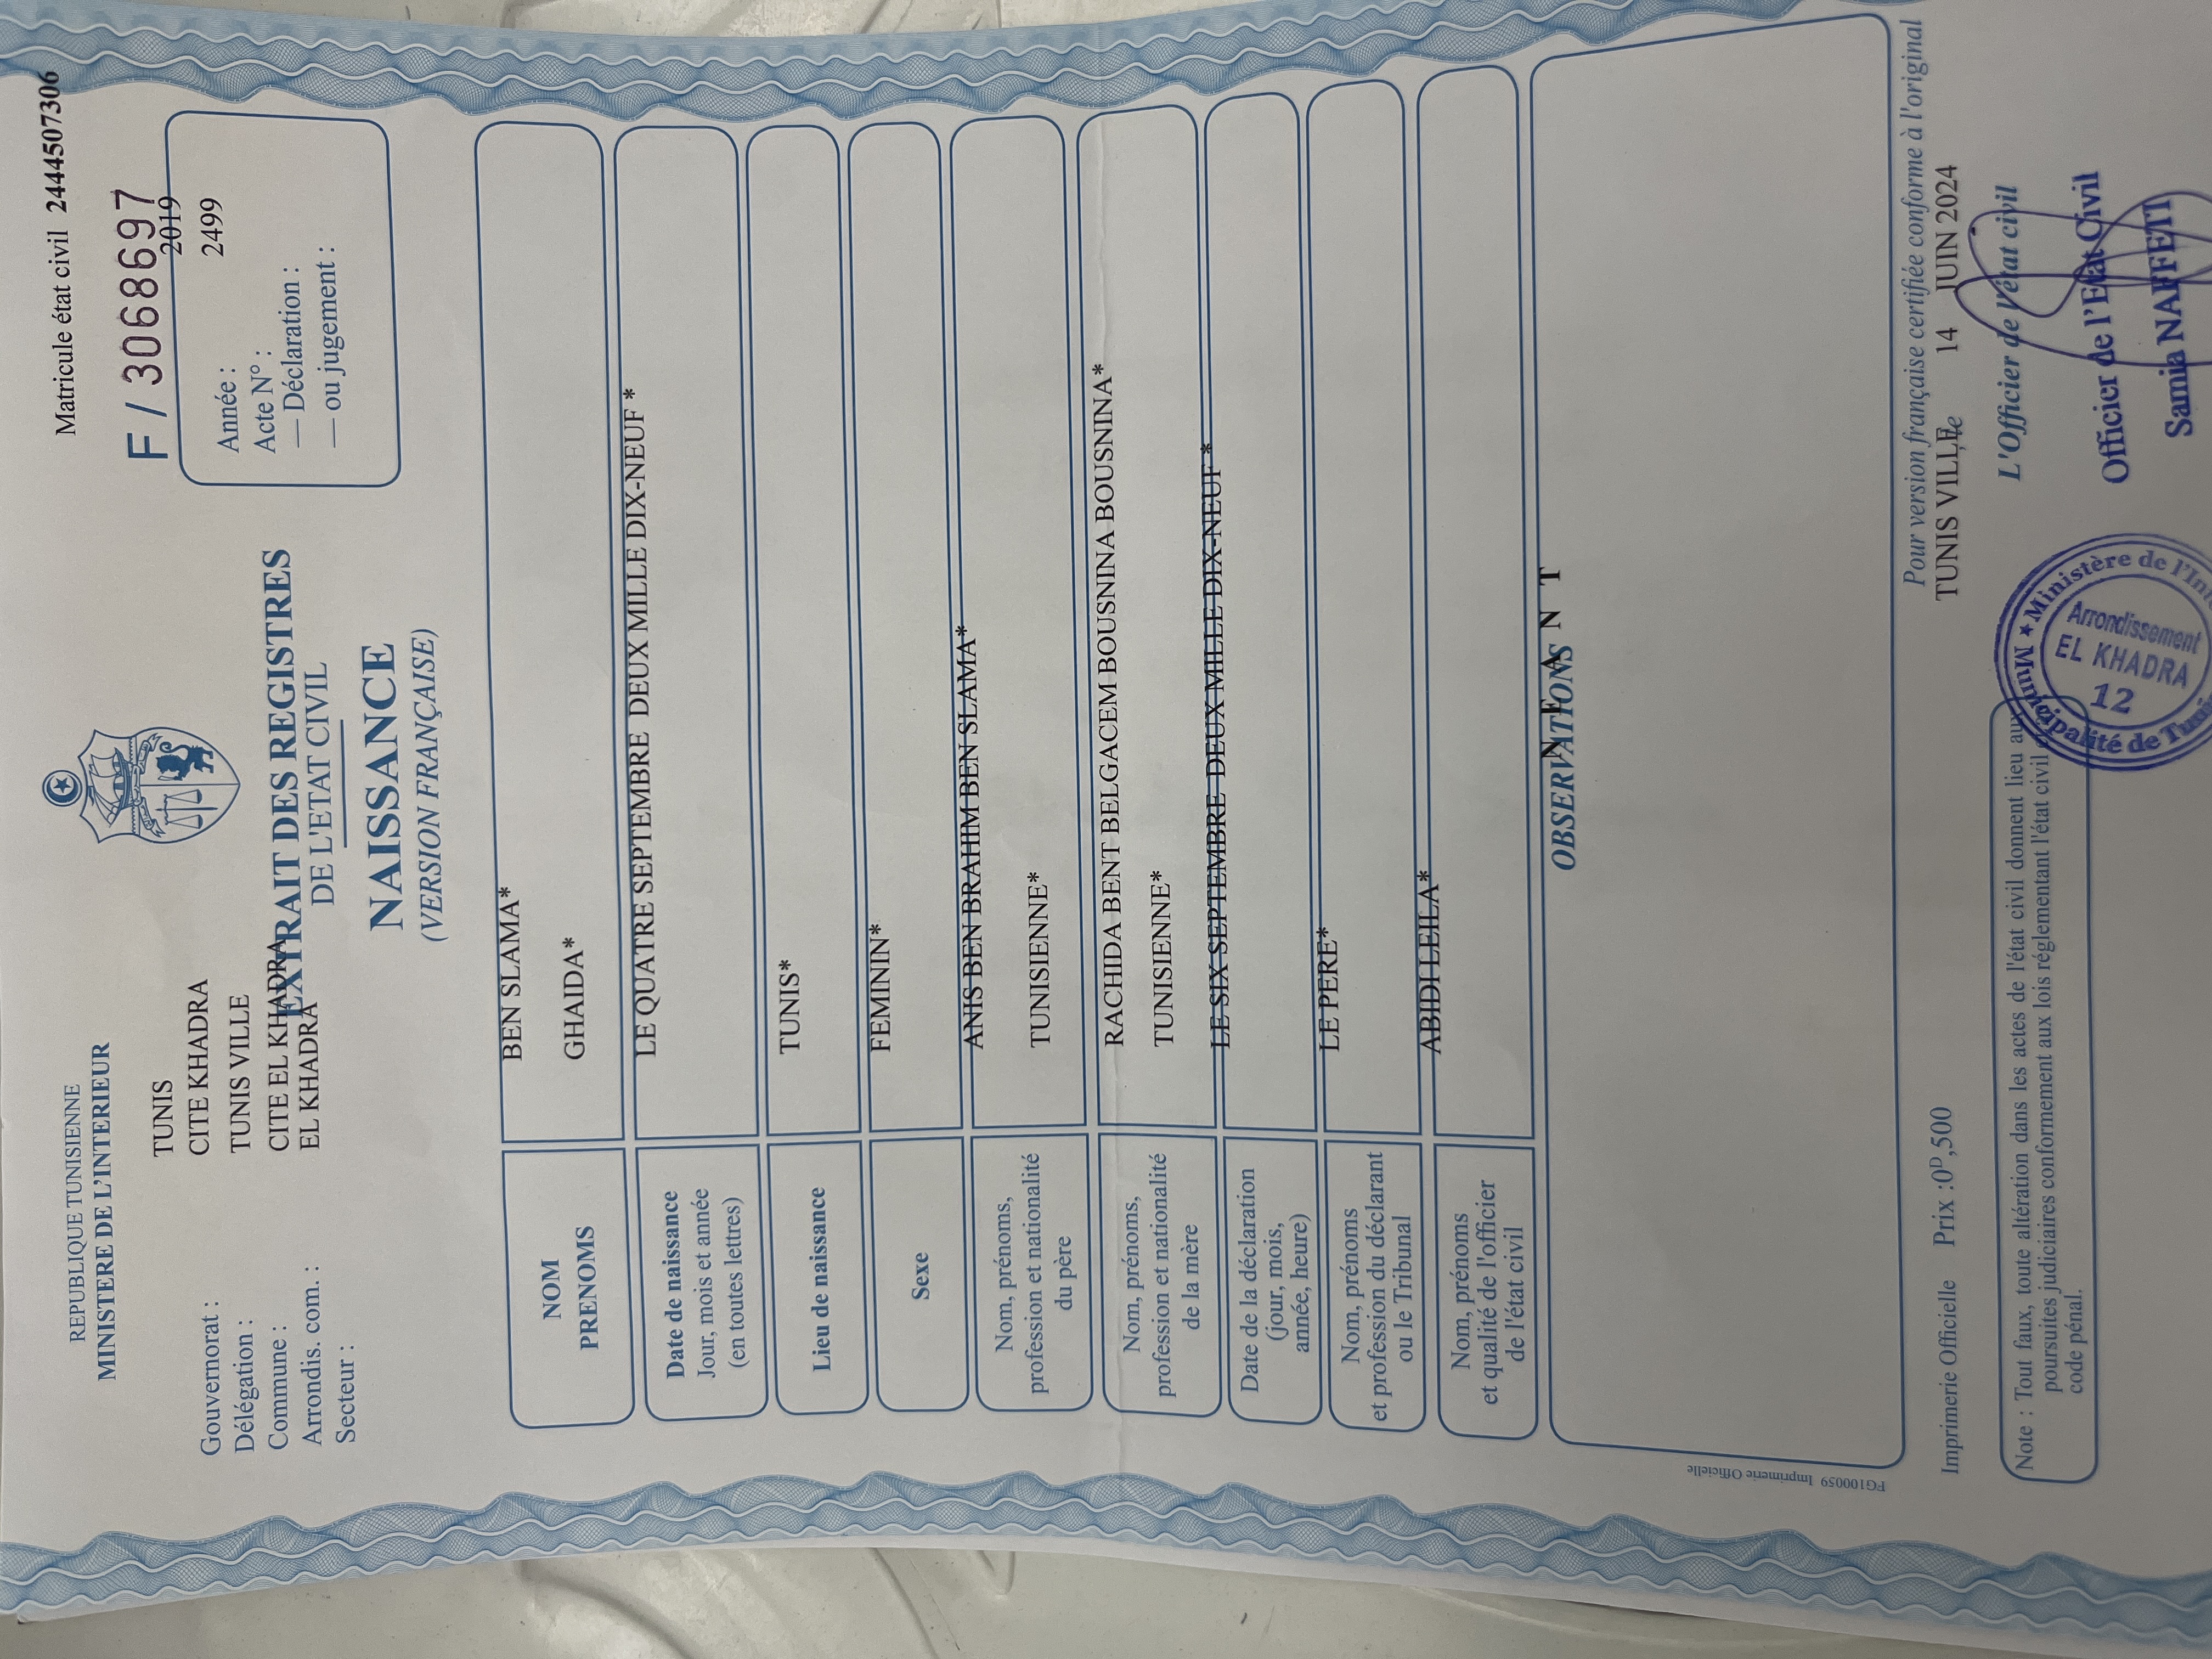 Matricule état civil 2444507306
REPUBLIQUE TUNISIENNE
MINISTERE DE L'INTERIEUR
F / 3068697
Gouvernorat : TUNIS
Délégation : CITE KHADRA
Commune : TUNIS VILLE
Arrondis. com. : CITE EL KHADRA
Secteur : EL KHADRA
Année : 2019
Acte N° : 2499
— Déclaration :
— ou jugement :
EXTRAIT DES REGISTRES
DE L'ETAT CIVIL
NAISSANCE
(VERSION FRANÇAISE)
NOM BEN SLAMA*
PRENOMS GHAIDA*
Date de naissance LE QUATRE SEPTEMBRE DEUX MILLE DIX-NEUF *
Jour, mois et année
(en toutes lettres)
Lieu de naissance TUNIS*
Sexe FEMININ*
Nom, prénoms, ANIS BEN BRAHIM BEN SLAMA*
profession et nationalité TUNISIENNE*
du père
Nom, prénoms, RACHIDA BENT BELGACEM BOUSNINA BOUSNINA*
profession et nationalité TUNISIENNE*
de la mère
Date de la déclaration LE SIX SEPTEMBRE DEUX MILLE DIX-NEUF *
(jour, mois,
année, heure)
Nom, prénoms LE PERE*
et profession du déclarant
ou le Tribunal
Nom, prénoms ABIDI LEILA*
et qualité de l'officier
de l'état civil
OBSERVATIONS
N E A N T
FG100059 Imprimerie Officielle
Pour version française certifiée conforme à l'original
Imprimerie Officielle Prix :0ᴰ,500
TUNIS VILLE, le 14 JUIN 2024
L'Officier de l'état civil
Officier de l'Etat Civil
Samia NAFFETI
★ Ministère de l'Inte
Municipalité de Tunis
Arrondissement
EL KHADRA
12
Note : Tout faux, toute altération dans les actes de l'état civil donnent lieu aux
poursuites judiciaires conformement aux lois réglementant l'état civil
code pénal.